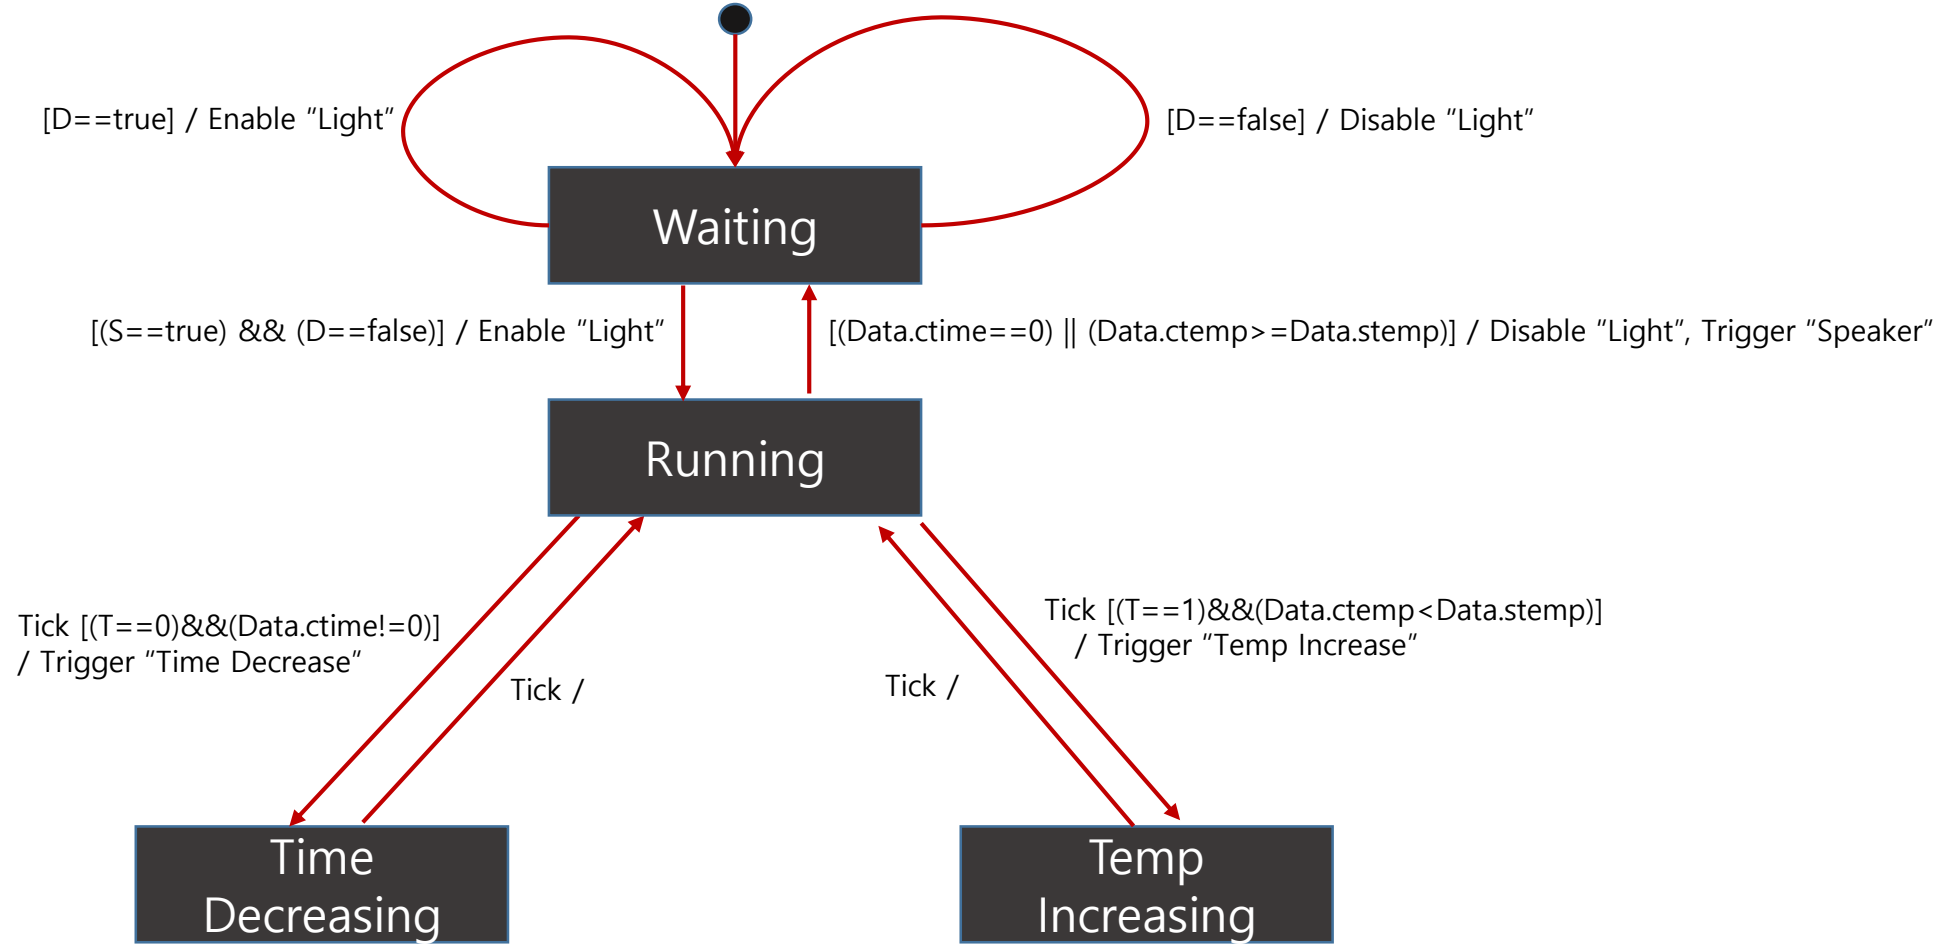 [D==true] / Enable “Light”
[D==false] / Disable “Light”
Waiting
[(S==true) && (D==false)] / Enable “Light”
[(Data.ctime==0) || (Data.ctemp>=Data.stemp)] / Disable “Light”, Trigger “Speaker”
Running
Tick [(T==0)&&(Data.ctime!=0)]
/ Trigger “Time Decrease”
Tick /
Tick /
Tick [(T==1)&&(Data.ctemp<Data.stemp)]
/ Trigger “Temp Increase”
Time
Decreasing
Temp
Increasing